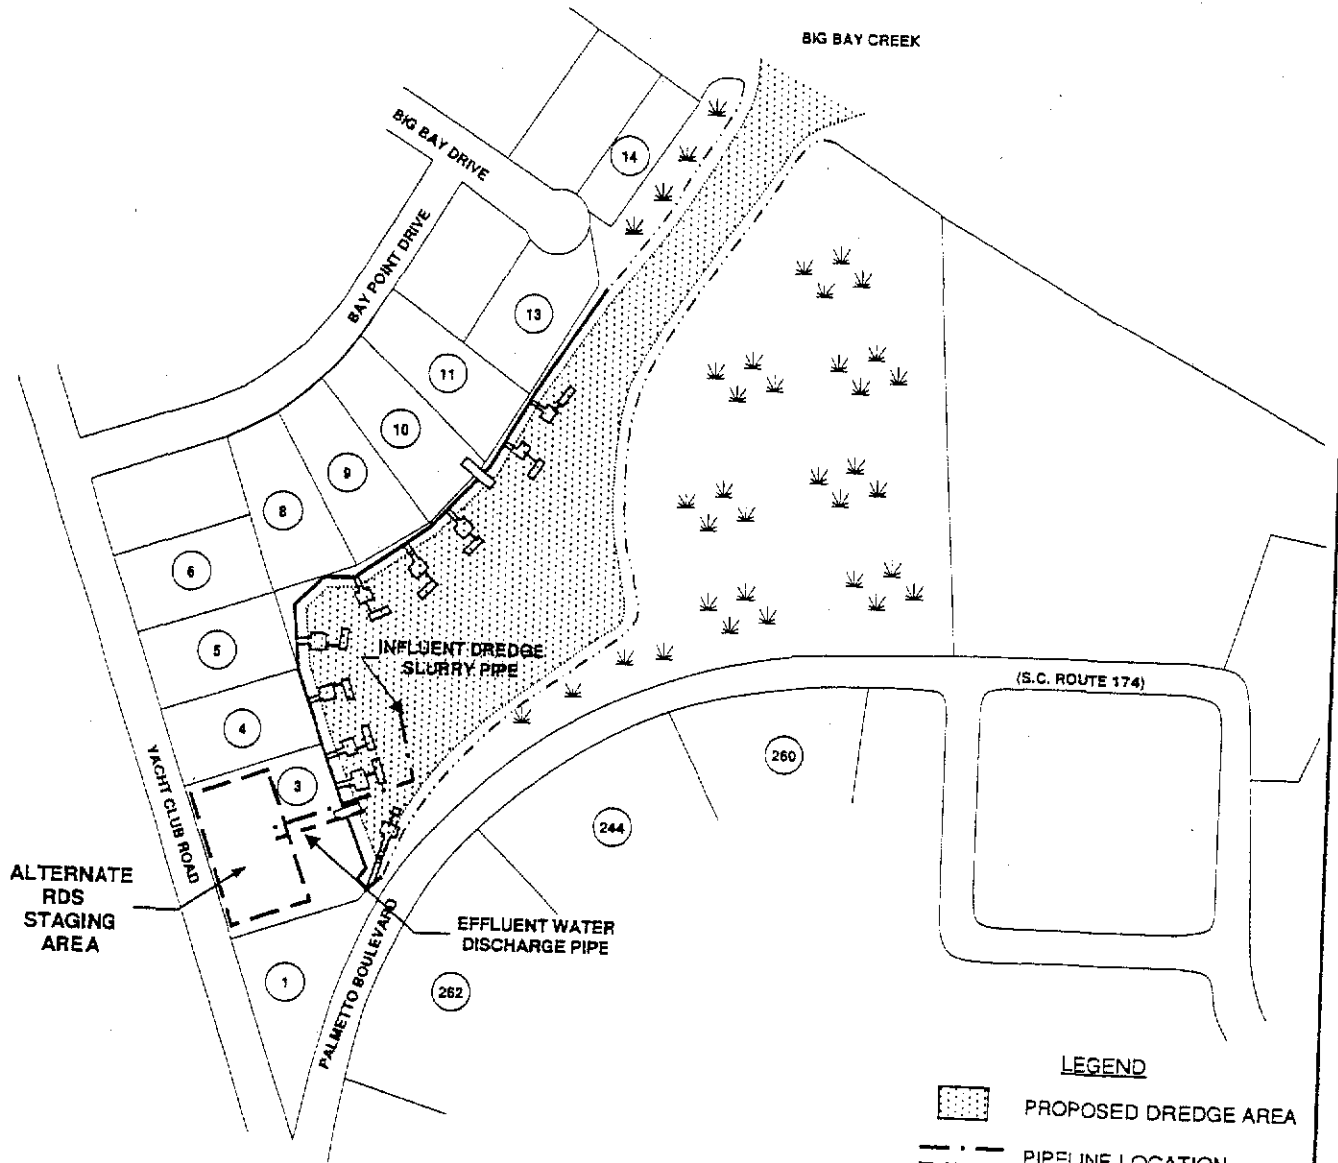 BIG BAY CREEK
BIG BAY DRIVE
14
BAY POINT DRIVE
13
11
10
9
8
6
5
INFLUENT DREDGE
SLURRY PIPE
(S.C. ROUTE 174)
4
YACHT CLUB ROAD
3
260
244
ALTERNATE
RDS
STAGING
AREA
EFFLUENT WATER
DISCHARGE PIPE
PALMETTO BOULEVARD
1
262
LEGEND
PROPOSED DREDGE AREA
PIPELINE LOCATION